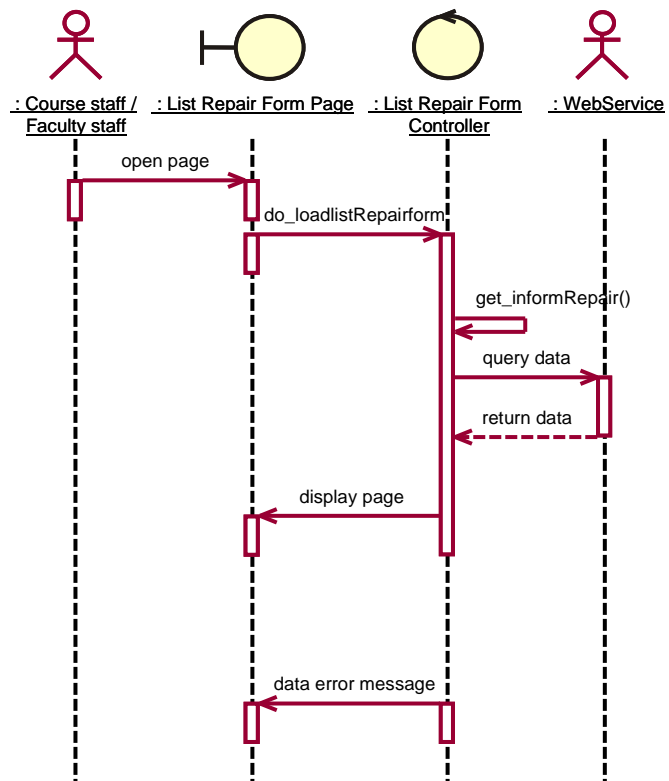 : Course staff /
Faculty staff
: List Repair Form Page
: List Repair Form
Controller
: WebService
open page
do_loadlistRepairform
get_informRepair()
query data
return data
display page
data error message